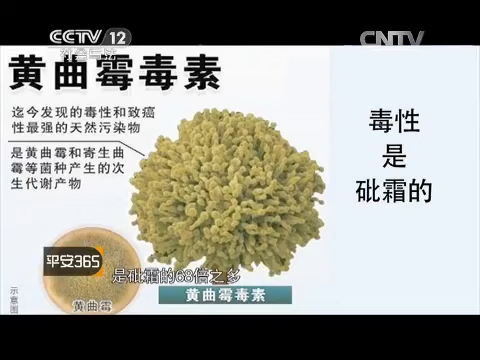 CCTV 12
CNTV
黄曲霉毒素
迄今发现的毒性和致癌
性最强的天然污染物
是黄曲霉和寄生曲
霉等菌种产生的次
生代谢产物
毒性
是
砒霜的
平安365
是砒霜的68倍之多
黄曲霉毒素
黄曲霉
示意图